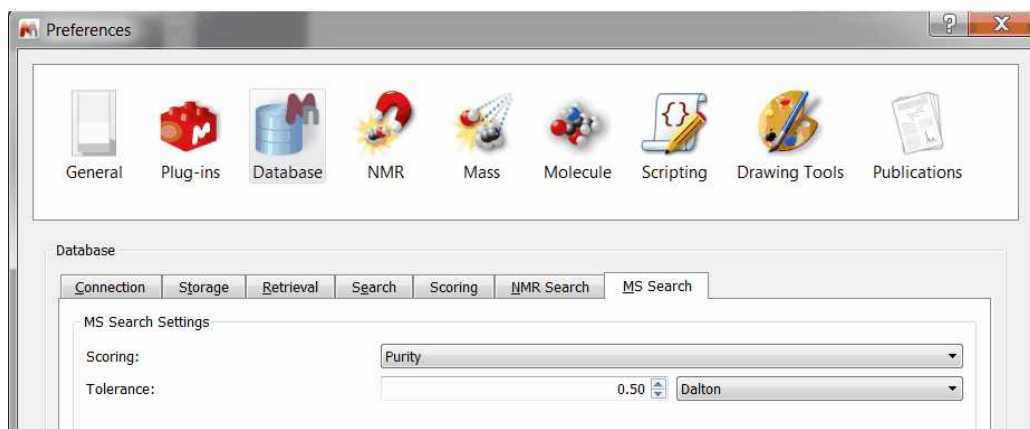 Preferences
General Plug-ins Database NMR Mass Molecule Scripting Drawing Tools Publications
Database
Connection Storage Retrieval Search Scoring NMR Search MS Search
MS Search Settings
Scoring: Purity
Tolerance: 0.50 Dalton